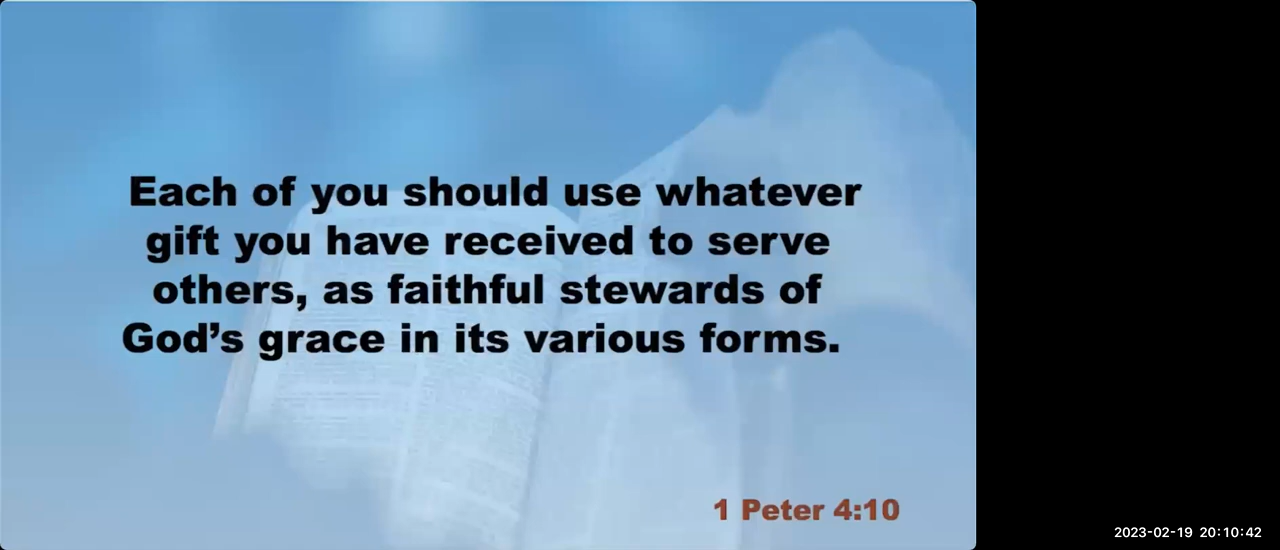 Each of you should use whatever
gift you have received to serve
others, as faithful stewards of
God’s grace in its various forms.
1 Peter 4:10
2023-02-19 20:10:42